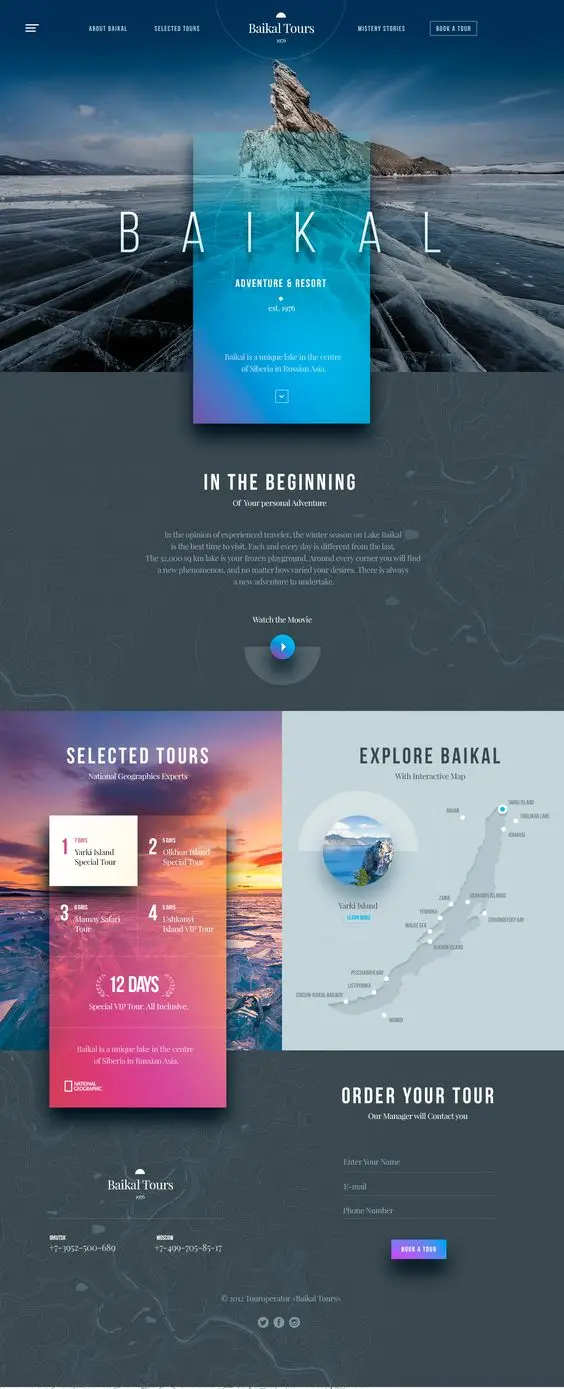 ABOUT BAIKAL
SELECTED TOURS
Baikal Tours
1976
MISTERY STORIES
BOOK A TOUR
BAIKAL
ADVENTURE & RESORT
est. 1976
Baikal is a unique lake in the centre
of Siberia in Russian Asia.
IN THE BEGINNING
Of Your personal Adventure
In the opinion of experienced traveler, the winter season on Lake Baikal
is the best time to visit. Each and every day is different from the last.
The 32,000 sq km lake is your frozen playground. Around every corner you will find
a new phenomenon, and no matter how varied your desires. There is always
a new adventure to undertake.
Watch the Moovie
SELECTED TOURS
National Geographics Experts
1
7 DAYS
Yarki Island
Special Tour
2
5 DAYS
Olkhon Island
Special Tour
3
6 DAYS
Mamay Safari
Tour
4
5 DAYS
Ushkanyi
Island VIP Tour
12 DAYS
Special VIP Tour. All Inclusive.
Baikal is a unique lake in the centre
of Siberia in Russian Asia.
NATIONAL
GEOGRAPHIC
EXPLORE BAIKAL
With Interactive Map
YARKI ISLAND
FROLIKHA LAKE
AYAYA
Yarki Island
LEARN MORE
ZAMA
USHKANYI ISLANDS
CHIVYRKUYSKY BAY
MALOE SEA
OLKHON ISLAND
PESCHANAYA BAY
LISTVYANKA
CIRCUM-BAIKAL RAILWAY
MAMAY
ORDER YOUR TOUR
Our Manager will Contact you
Enter Your Name
E-mail
Phone Number
BOOK A TOUR
Baikal Tours
1976
IRKUTSK
+7-3952-500-689
MOSCOW
+7-499-705-85-17
© 2012 Touroperator «Baikal Tours»